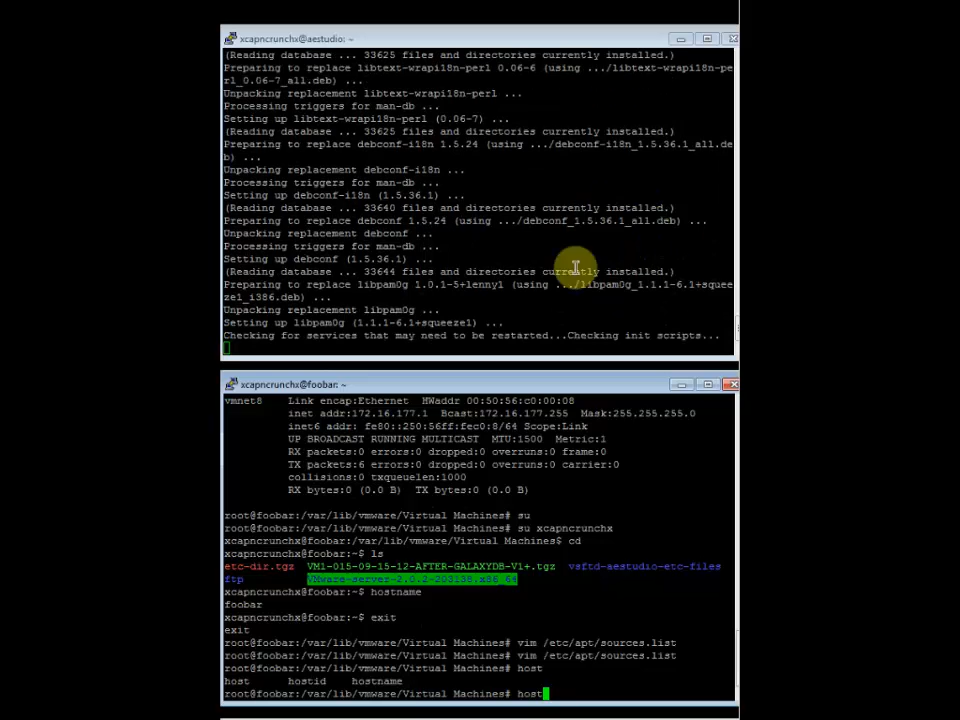 xcapncrunchx@aestudio: ~
(Reading database ... 33625 files and directories currently installed.)
Preparing to replace libtext-wrapi18n-perl 0.06-6 (using .../libtext-wrapi18n-pe
rl_0.06-7_all.deb) ...
Unpacking replacement libtext-wrapi18n-perl ...
Processing triggers for man-db ...
Setting up libtext-wrapi18n-perl (0.06-7) ...
(Reading database ... 33625 files and directories currently installed.)
Preparing to replace debconf-i18n 1.5.24 (using .../debconf-i18n_1.5.36.1_all.de
b) ...
Unpacking replacement debconf-i18n ...
Processing triggers for man-db ...
Setting up debconf-i18n (1.5.36.1) ...
(Reading database ... 33640 files and directories currently installed.)
Preparing to replace debconf 1.5.24 (using .../debconf_1.5.36.1_all.deb) ...
Unpacking replacement debconf ...
Processing triggers for man-db ...
Setting up debconf (1.5.36.1) ...
(Reading database ... 33644 files and directories currently installed.)
Preparing to replace libpam0g 1.0.1-5+lenny1 (using .../libpam0g_1.1.1-6.1+squee
ze1_i386.deb) ...
Unpacking replacement libpam0g ...
Setting up libpam0g (1.1.1-6.1+squeeze1) ...
Checking for services that may need to be restarted...Checking init scripts...
xcapncrunchx@foobar: ~
vmnet8    Link encap:Ethernet  HWaddr 00:50:56:c0:00:08
inet addr:172.16.177.1  Bcast:172.16.177.255  Mask:255.255.255.0
inet6 addr: fe80::250:56ff:fec0:8/64 Scope:Link
UP BROADCAST RUNNING MULTICAST  MTU:1500  Metric:1
RX packets:0 errors:0 dropped:0 overruns:0 frame:0
TX packets:6 errors:0 dropped:0 overruns:0 carrier:0
collisions:0 txqueuelen:1000
RX bytes:0 (0.0 B)  TX bytes:0 (0.0 B)
root@foobar:/var/lib/vmware/Virtual Machines# su
root@foobar:/var/lib/vmware/Virtual Machines# su xcapncrunchx
xcapncrunchx@foobar:/var/lib/vmware/Virtual Machines$ cd
xcapncrunchx@foobar:~$ ls
etc-dir.tgz  VM1-015-09-15-12-AFTER-GALAXYDB-V1+.tgz  vsftd-aestudio-etc-files
ftp          VMware-server-2.0.2-203138.x86_64
xcapncrunchx@foobar:~$ hostname
foobar
xcapncrunchx@foobar:~$ exit
exit
root@foobar:/var/lib/vmware/Virtual Machines# vim /etc/apt/sources.list
root@foobar:/var/lib/vmware/Virtual Machines# vim /etc/apt/sources.list
root@foobar:/var/lib/vmware/Virtual Machines# host
host      hostid    hostname
root@foobar:/var/lib/vmware/Virtual Machines# host